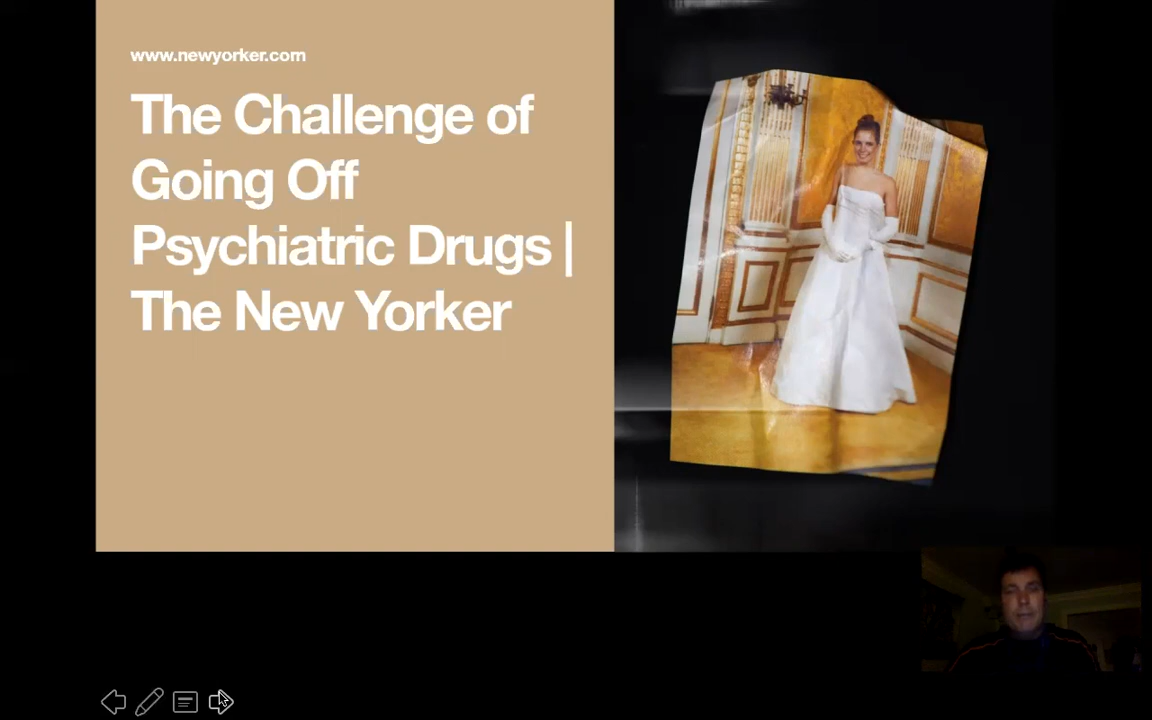 www.newyorker.com
The Challenge of
Going Off
Psychiatric Drugs |
The New Yorker